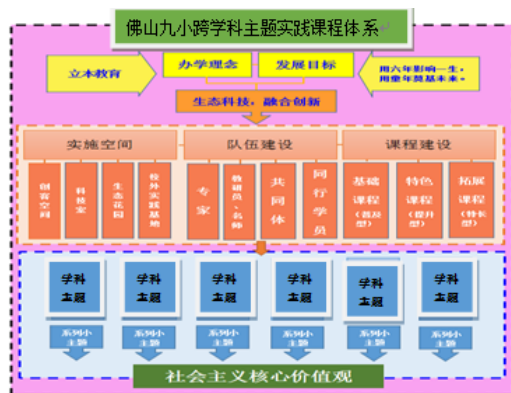 佛山九小跨学科主题实践课程体系
立本教育
办学理念
发展目标
用六年影响一生，
用童年奠基未来。
生态科技，融合创新
实施空间
队伍建设
课程建设
创客空间
科技室
生态花园
校外实践基地
专家
教研员、名师
共同体
同行学员
基础
课程
（普及
型）
特色
课程
（提升
型）
拓展
课程
（特长
型）
学科
主题
学科
主题
学科
主题
学科
主题
学科
主题
学科
主题
系列小
主题
系列小
主题
系列小
主题
系列小
主题
系列小
主题
系列小
主题
社会主义核心价值观